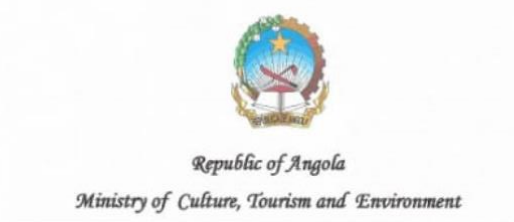 Republic of Angola
Ministry of Culture, Tourism and Environment